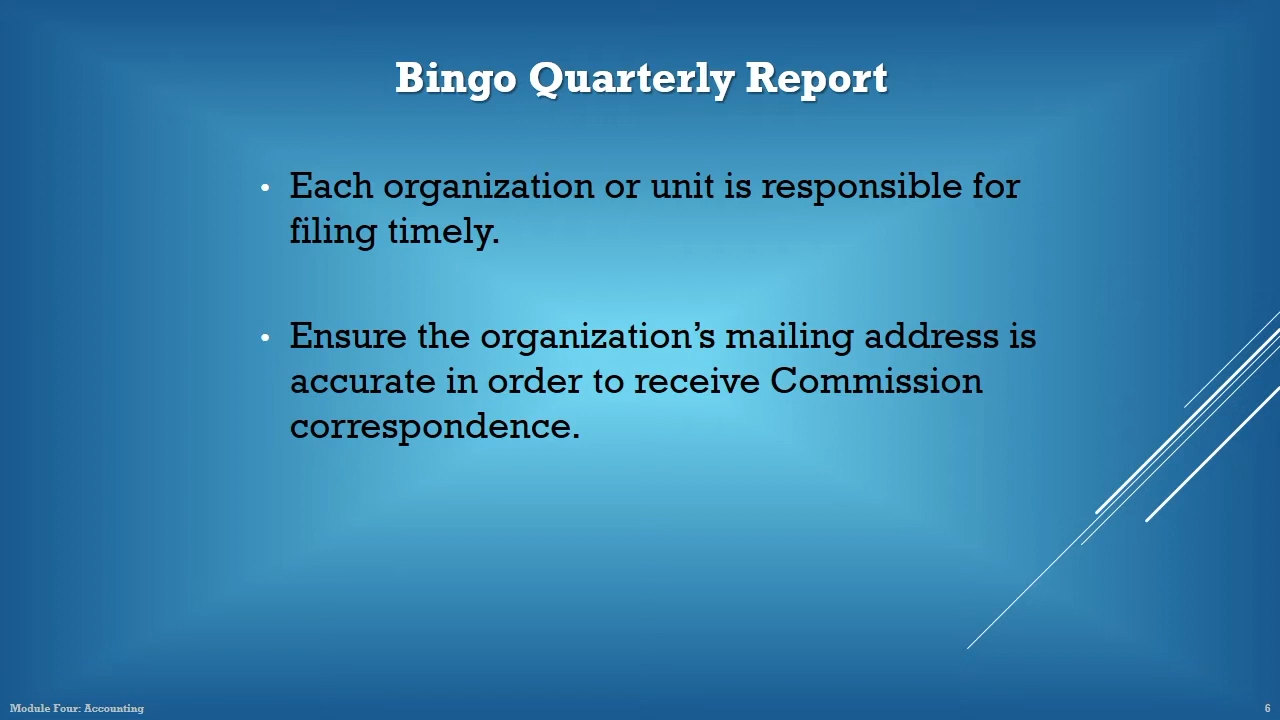 Bingo Quarterly Report
• Each organization or unit is responsible for
filing timely.
• Ensure the organization’s mailing address is
accurate in order to receive Commission
correspondence.
Module Four: Accounting
6